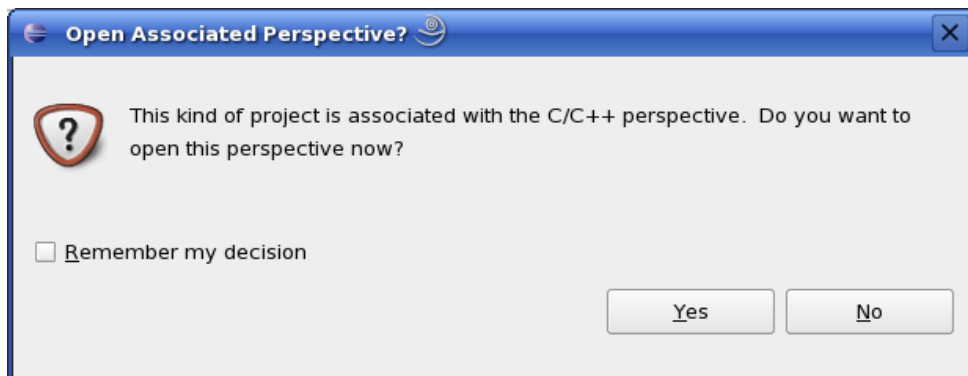 Open Associated Perspective?
This kind of project is associated with the C/C++ perspective.  Do you want to
open this perspective now?
Remember my decision
Yes
No